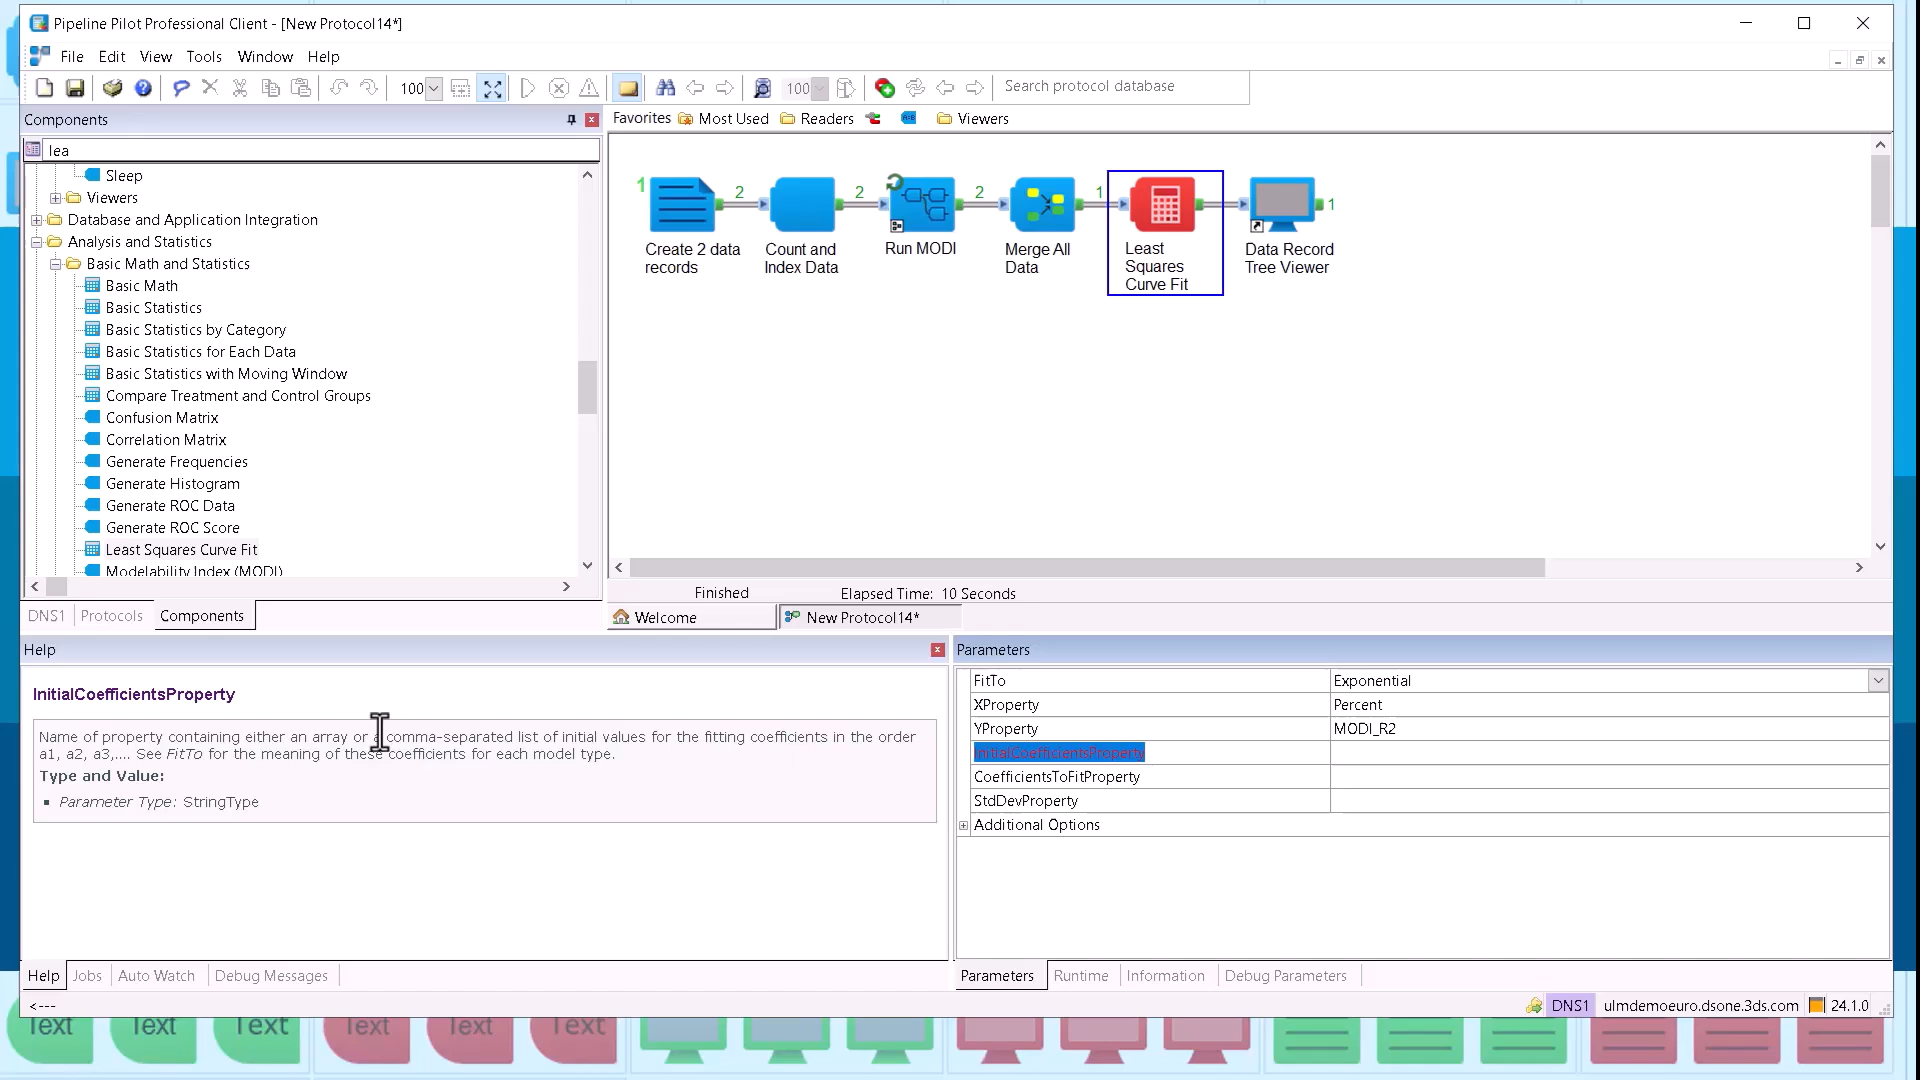 Pipeline Pilot Professional Client - [New Protocol14*]
File Edit View Tools Window Help
100
100
Search protocol database
Components
lea
Sleep
Viewers
Database and Application Integration
Analysis and Statistics
Basic Math and Statistics
Basic Math
Basic Statistics
Basic Statistics by Category
Basic Statistics for Each Data
Basic Statistics with Moving Window
Compare Treatment and Control Groups
Confusion Matrix
Correlation Matrix
Generate Frequencies
Generate Histogram
Generate ROC Data
Generate ROC Score
Least Squares Curve Fit
Modelability Index (MODI)
DNS1 Protocols Components
Favorites Most Used Readers Viewers
1 2 2 2 1 1
Create 2 data
records
Count and
Index Data
Run MODI
Merge All
Data
Least
Squares
Curve Fit
Data Record
Tree Viewer
Finished Elapsed Time: 10 Seconds
Welcome New Protocol14*
Help
InitialCoefficientsProperty
Name of property containing either an array or a comma-separated list of initial values for the fitting coefficients in the order
a1, a2, a3,.... See FitTo for the meaning of these coefficients for each model type.
Type and Value:
Parameter Type: StringType
Help Jobs Auto Watch Debug Messages
Parameters
FitTo Exponential
XProperty Percent
YProperty MODI_R2
InitialCoefficientsProperty
CoefficientsToFitProperty
StdDevProperty
Additional Options
Parameters Runtime Information Debug Parameters
<--- DNS1 ulmdemoeuro.dsone.3ds.com 24.1.0
Text Text Text Text Text Text